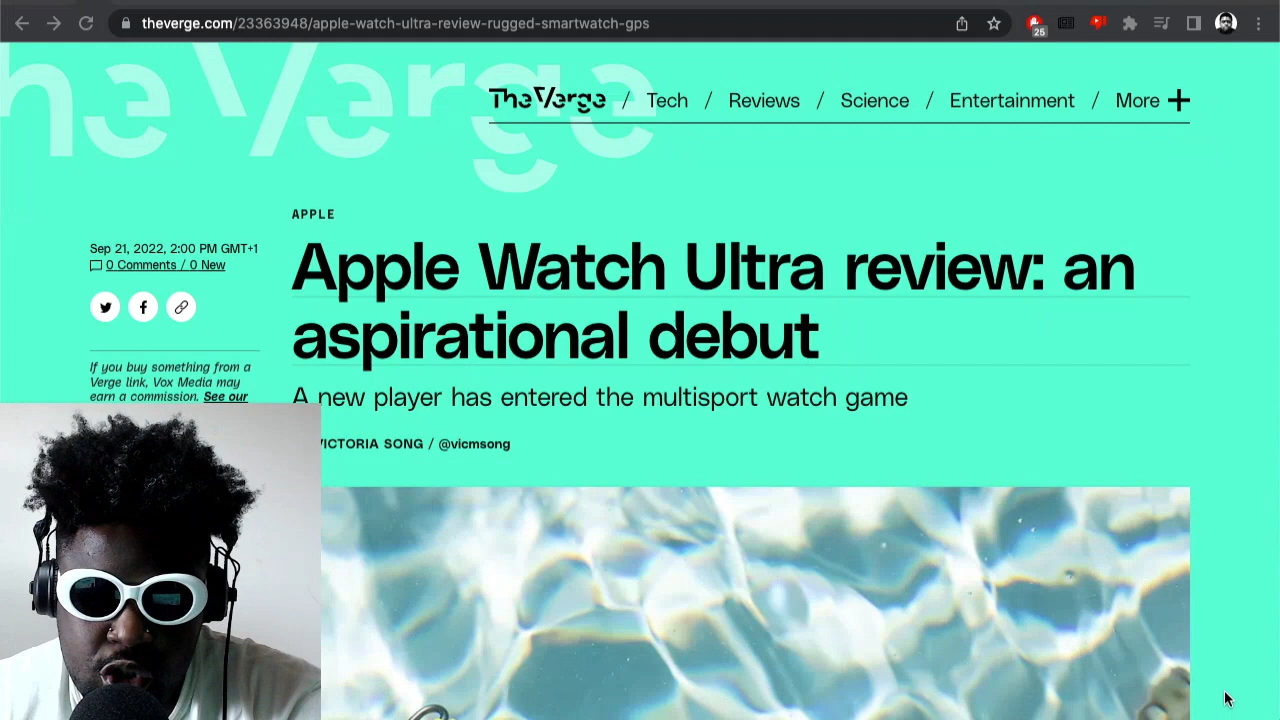 theverge.com/23363948/apple-watch-ultra-review-rugged-smartwatch-gps
25
The Verge
The Verge / Tech / Reviews / Science / Entertainment / More +
APPLE
Sep 21, 2022, 2:00 PM GMT+1
0 Comments / 0 New
Apple Watch Ultra review: an
aspirational debut
If you buy something from a
Verge link, Vox Media may
earn a commission. See our
A new player has entered the multisport watch game
VICTORIA SONG / @vicmsong